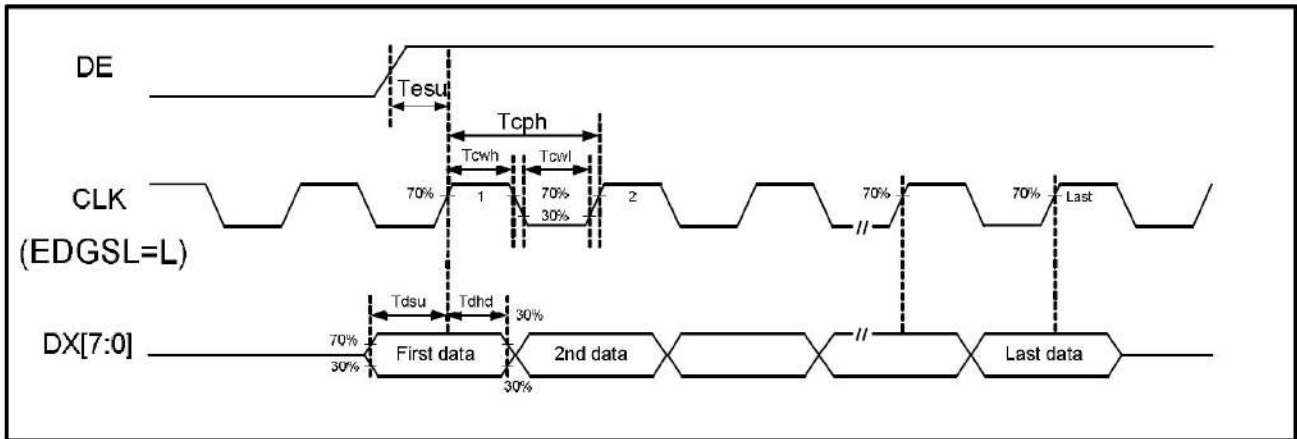 DE
Tesu
Tcph
Tcwh
Tcwl
CLK
70%
1
70%
30%
2
70%
70%
Last
//
(EDGSL=L)
Tdsu
Tdhd
30%
DX[7:0]
70%
30%
First data
30%
2nd data
//
Last data